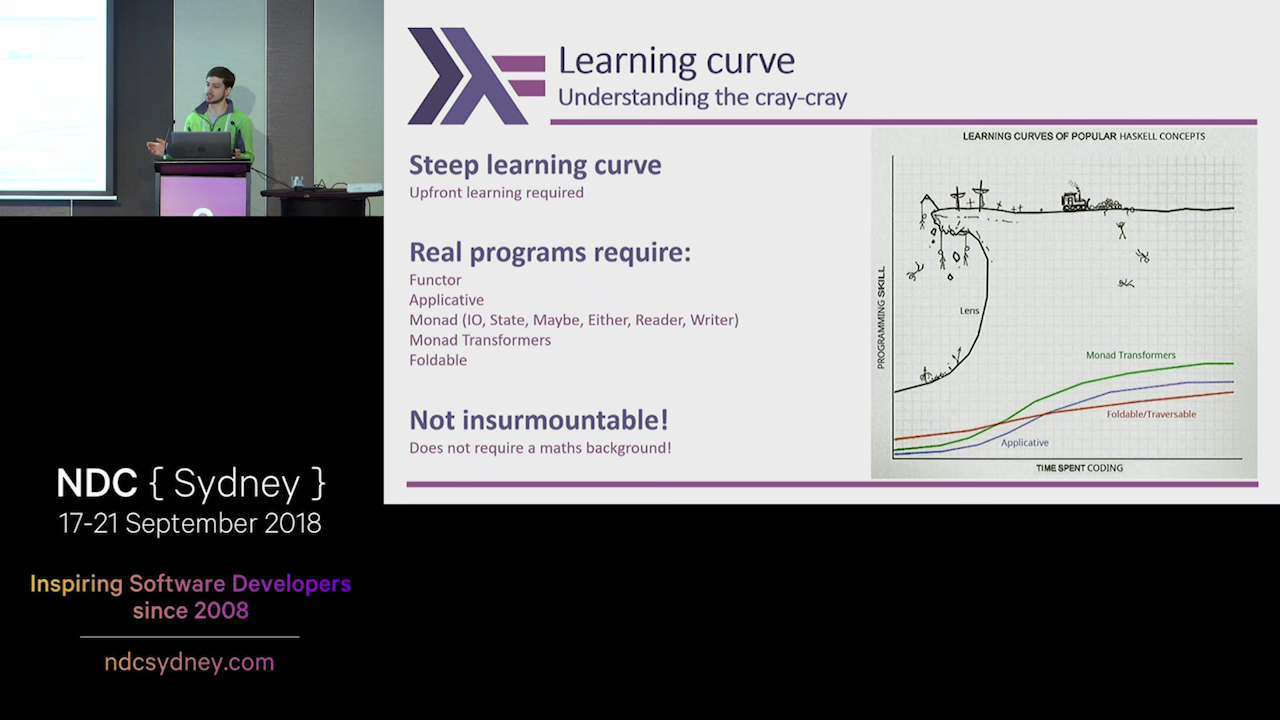 Learning curve
Understanding the cray-cray
Steep learning curve
Upfront learning required
Real programs require:
Functor
Applicative
Monad (IO, State, Maybe, Either, Reader, Writer)
Monad Transformers
Foldable
Not insurmountable!
Does not require a maths background!
LEARNING CURVES OF POPULAR HASKELL CONCEPTS
PROGRAMMING SKILL
Lens
Monad Transformers
Foldable/Traversable
Applicative
TIME SPENT CODING
NDC { Sydney }
17-21 September 2018
Inspiring Software Developers
since 2008
ndcsydney.com